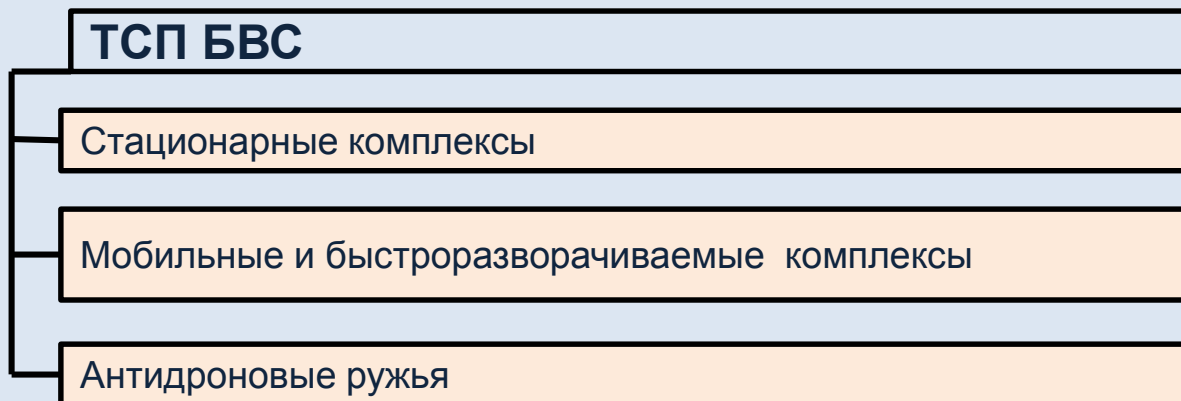 ТСП БВС
Стационарные комплексы
Мобильные и быстроразворачиваемые комплексы
Антидроновые ружья